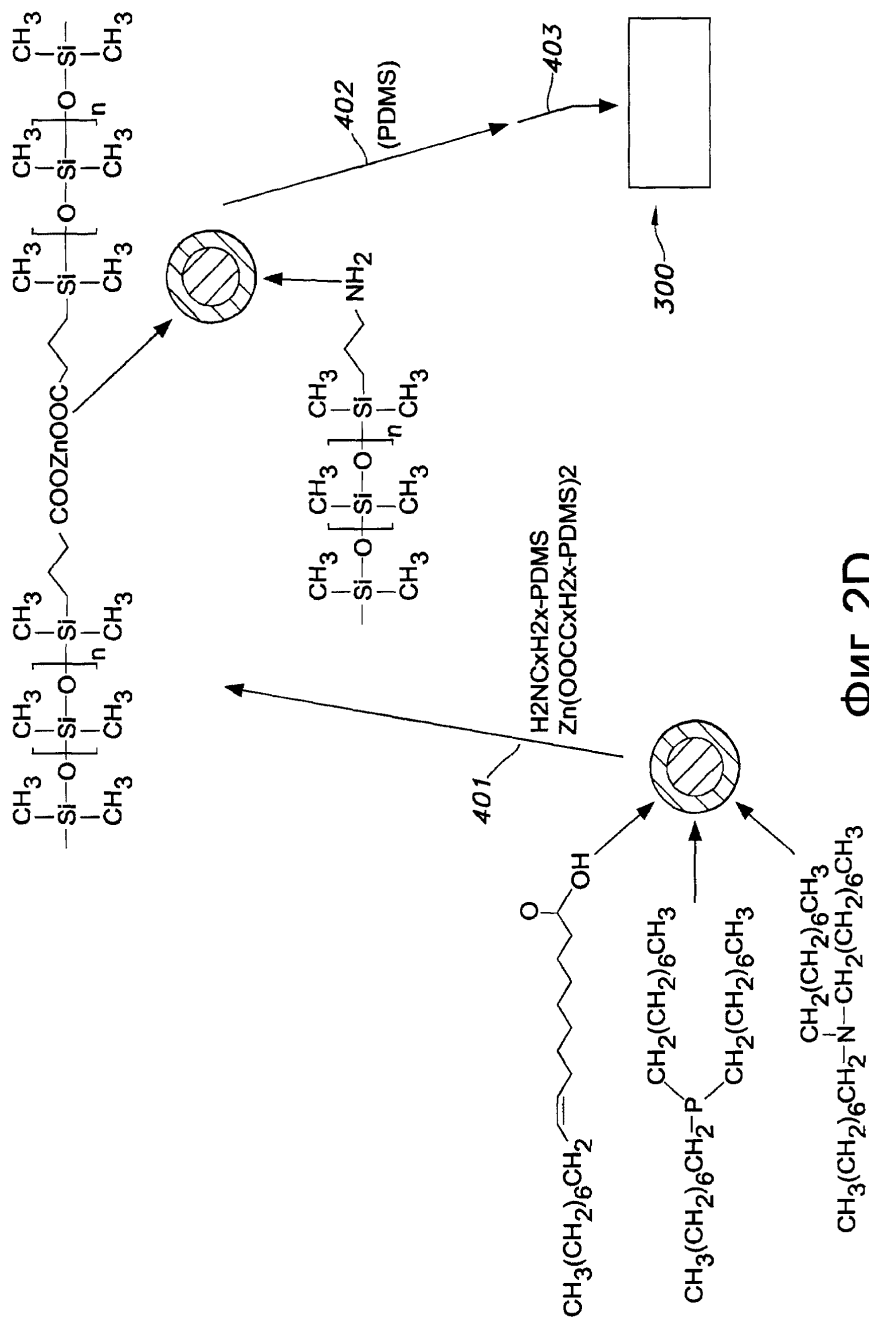 CH3 CH3 CH3 CH3 CH3 CH3 CH3
-Si-O-[Si-O]n-Si COOZnOOC Si-[O-Si]n-O-Si-
CH3 CH3 CH3 CH3 CH3 CH3 CH3
401
H2NCxH2x-PDMS
Zn(OOCCxH2x-PDMS)2
CH3 CH3 CH3
-Si-O-[Si-O]n-Si NH2
CH3 CH3 CH3
402
(PDMS)
403
300
O
OH
CH3(CH2)6CH2
CH2(CH2)6CH3
CH3(CH2)6CH2-P
CH2(CH2)6CH3
CH2(CH2)6CH3
CH3(CH2)6CH2-N-CH2(CH2)6CH3
Фиг. 2D